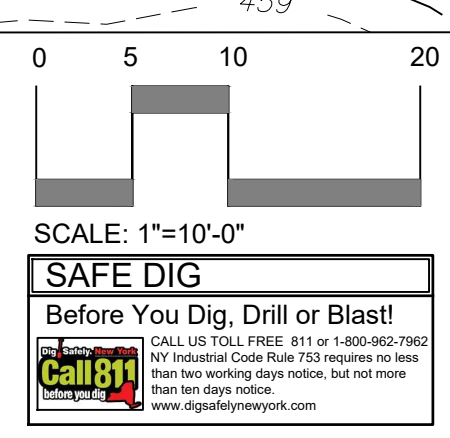 459
0 5 10 20
SCALE: 1"=10'-0"
SAFE DIG
Before You Dig, Drill or Blast!
Dig Safely. New York
Call 811
before you dig
CALL US TOLL FREE 811 or 1-800-962-7962
NY Industrial Code Rule 753 requires no less
than two working days notice, but not more
than ten days notice.
www.digsafelynewyork.com